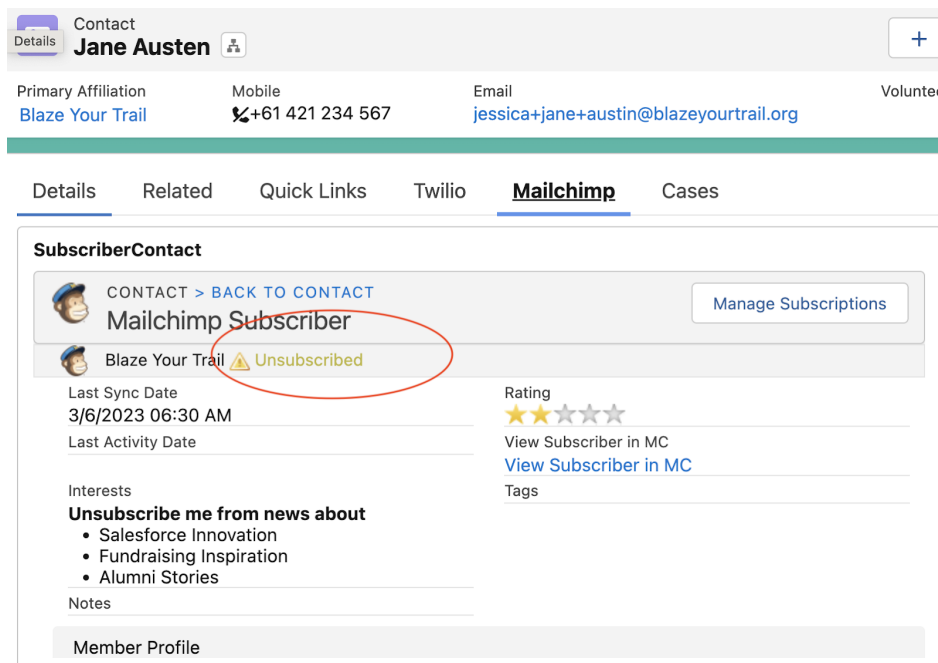 Contact
Details
Jane Austen
+
Primary Affiliation
Mobile
Email
Voluntee
Blaze Your Trail
+61 421 234 567
jessica+jane+austin@blazeyourtrail.org
Details
Related
Quick Links
Twilio
Mailchimp
Cases
SubscriberContact
CONTACT > BACK TO CONTACT
Mailchimp Subscriber
Manage Subscriptions
Blaze Your Trail Unsubscribed
Last Sync Date
3/6/2023 06:30 AM
Last Activity Date
Rating
View Subscriber in MC
View Subscriber in MC
Interests
Unsubscribe me from news about
• Salesforce Innovation
• Fundraising Inspiration
• Alumni Stories
Tags
Notes
Member Profile